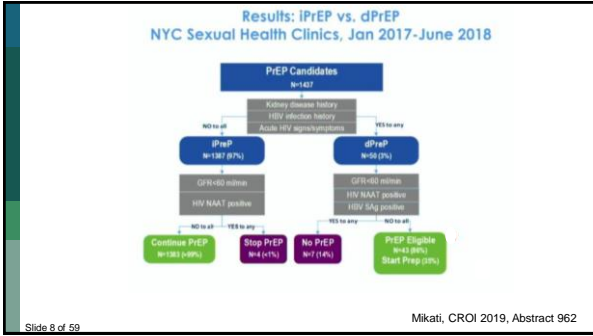 Results: iPrEP vs. dPrEP
NYC Sexual Health Clinics, Jan 2017-June 2018
PrEP Candidates
N=1437
Kidney disease history
HBV infection history
Acute HIV signs/symptoms
NO to all
YES to any
iPreP
N=1387 (97%)
dPreP
N=50 (3%)
GFR<60 ml/min
HIV NAAT positive
GFR<60 ml/min
HIV NAAT positive
HBV SAg positive
NO to all
YES to any
YES to any
NO to all
Continue PrEP
N=1383 (>99%)
Stop PrEP
N=4 (<1%)
No PrEP
N=7 (14%)
PrEP Eligible
N=43 (86%)
Start Prep (33%)
Mikati, CROI 2019, Abstract 962
Slide 8 of 59